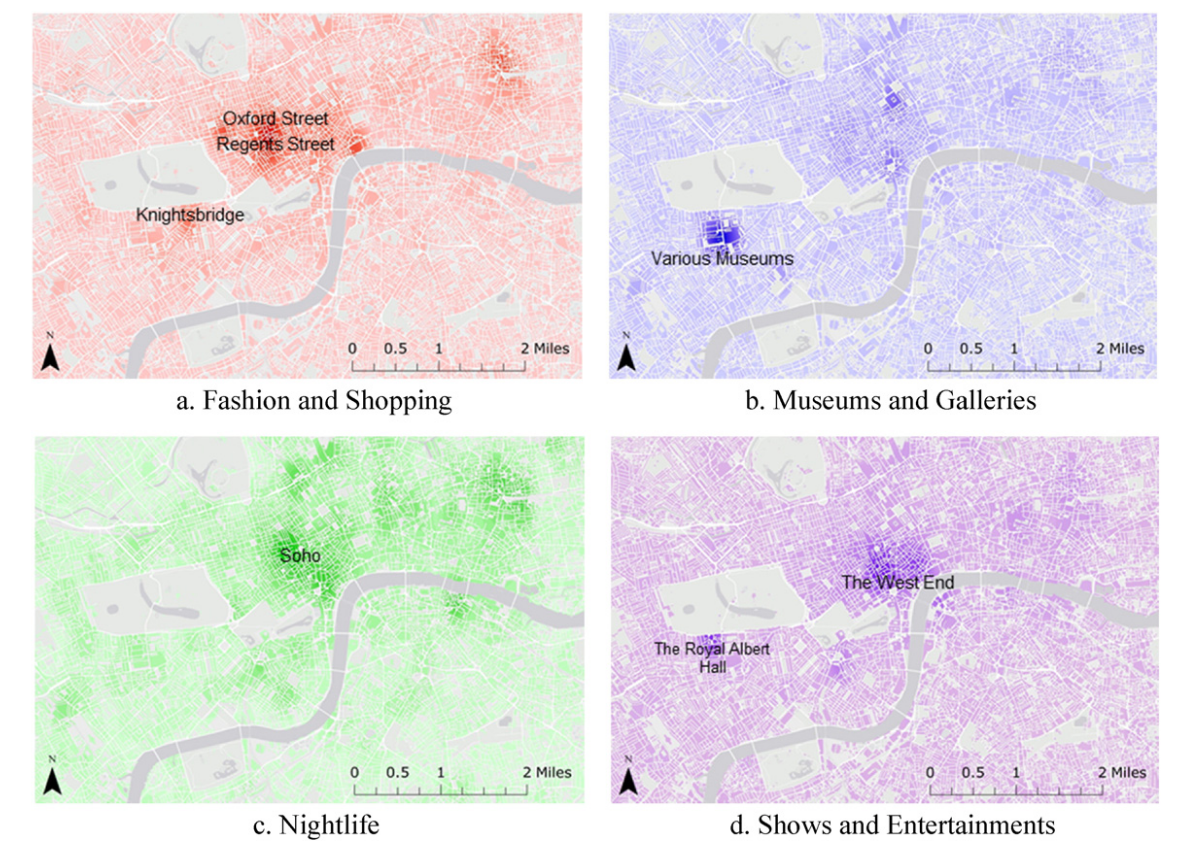 Oxford Street
Regents Street
Knightsbridge
N
0 0.5 1 2 Miles
a. Fashion and Shopping
Various Museums
N
0 0.5 1 2 Miles
b. Museums and Galleries
Soho
N
0 0.5 1 2 Miles
c. Nightlife
The West End
The Royal Albert
Hall
N
0 0.5 1 2 Miles
d. Shows and Entertainments